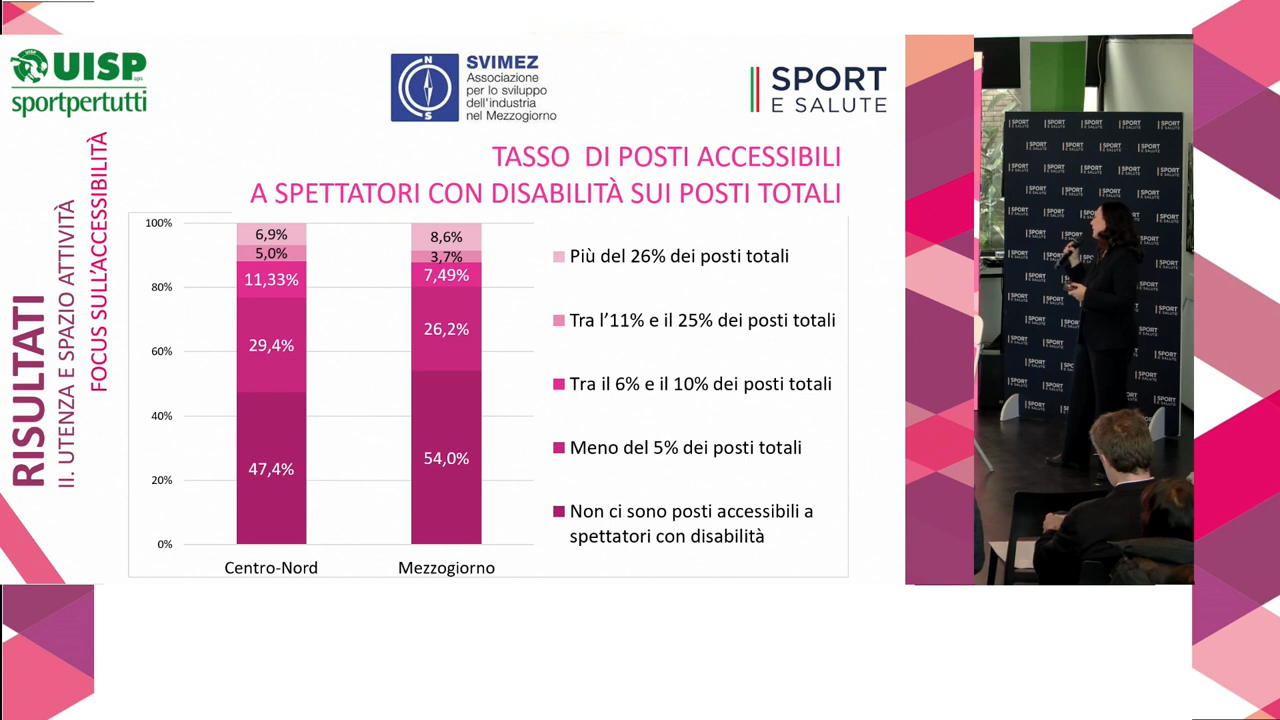 UISP
aps
sportpertutti
N
S
SVIMEZ
Associazione
per lo sviluppo
dell'industria
nel Mezzogiorno
SPORT
E SALUTE
RISULTATI
II. UTENZA E SPAZIO ATTIVITÀ
FOCUS SULL'ACCESSIBILITÀ
TASSO DI POSTI ACCESSIBILI
A SPETTATORI CON DISABILITÀ SUI POSTI TOTALI
100%
80%
60%
40%
20%
0%
6,9%
5,0%
11,33%
29,4%
47,4%
Centro-Nord
8,6%
3,7%
7,49%
26,2%
54,0%
Mezzogiorno
Più del 26% dei posti totali
Tra l'11% e il 25% dei posti totali
Tra il 6% e il 10% dei posti totali
Meno del 5% dei posti totali
Non ci sono posti accessibili a
spettatori con disabilità
SPORT
E SALUTE